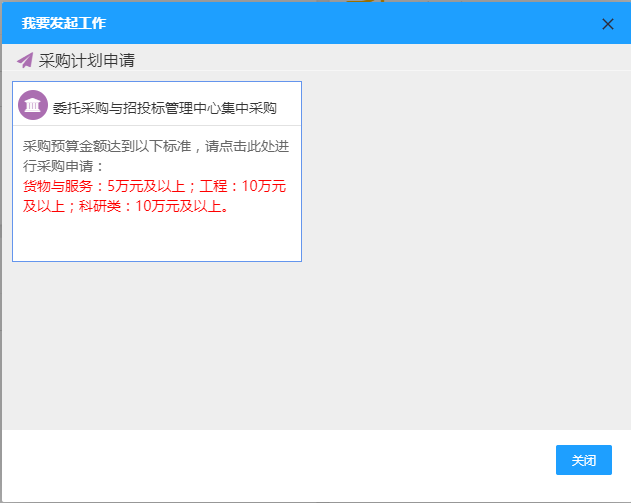 我要发起工作
采购计划申请
委托采购与招投标管理中心集中采购
采购预算金额达到以下标准，请点击此处进
行采购申请：
货物与服务：5万元及以上；工程：10万元
及以上；科研类：10万元及以上。
关闭